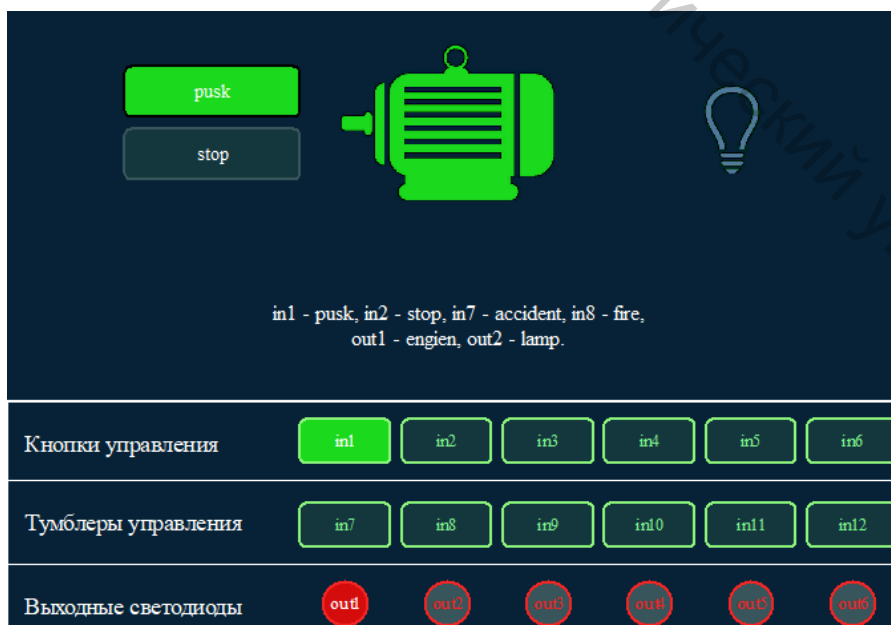 ический у
pusk
stop
in1 - pusk, in2 - stop, in7 - accident, in8 - fire,
out1 - engien, out2 - lamp.
Кнопки управления in1 in2 in3 in4 in5 in6
Тумблеры управления in7 in8 in9 in10 in11 in12
Выходные светодиоды out1 out2 out3 out4 out5 out6